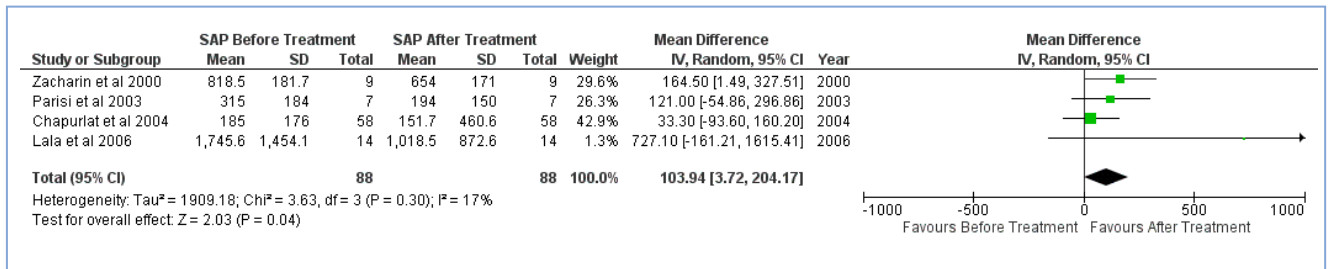 SAP Before Treatment SAP After Treatment Mean Difference Mean Difference
Study or Subgroup Mean SD Total Mean SD Total Weight IV, Random, 95% CI Year IV, Random, 95% CI
Zacharin et al 2000 818.5 181.7 9 654 171 9 29.6% 164.50 [1.49, 327.51] 2000
Parisi et al 2003 315 184 7 194 150 7 26.3% 121.00 [-54.86, 296.86] 2003
Chapurlat et al 2004 185 176 58 151.7 460.6 58 42.9% 33.30 [-93.60, 160.20] 2004
Lala et al 2006 1,745.6 1,454.1 14 1,018.5 872.6 14 1.3% 727.10 [-161.21, 1615.41] 2006
Total (95% CI) 88 88 100.0% 103.94 [3.72, 204.17]
Heterogeneity: Tau² = 1909.18; Chi² = 3.63, df = 3 (P = 0.30); I² = 17%
Test for overall effect: Z = 2.03 (P = 0.04)
-1000 -500 0 500 1000
Favours Before Treatment Favours After Treatment